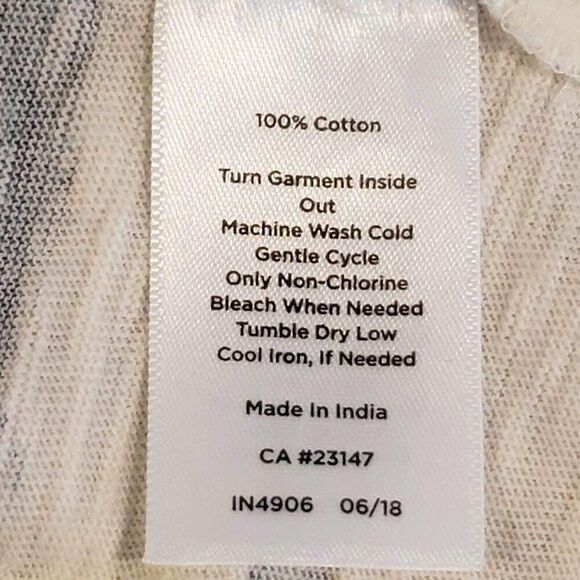 100% Cotton
Turn Garment Inside
Out
Machine Wash Cold
Gentle Cycle
Only Non-Chlorine
Bleach When Needed
Tumble Dry Low
Cool Iron, If Needed
Made In India
CA #23147
IN4906 06/18